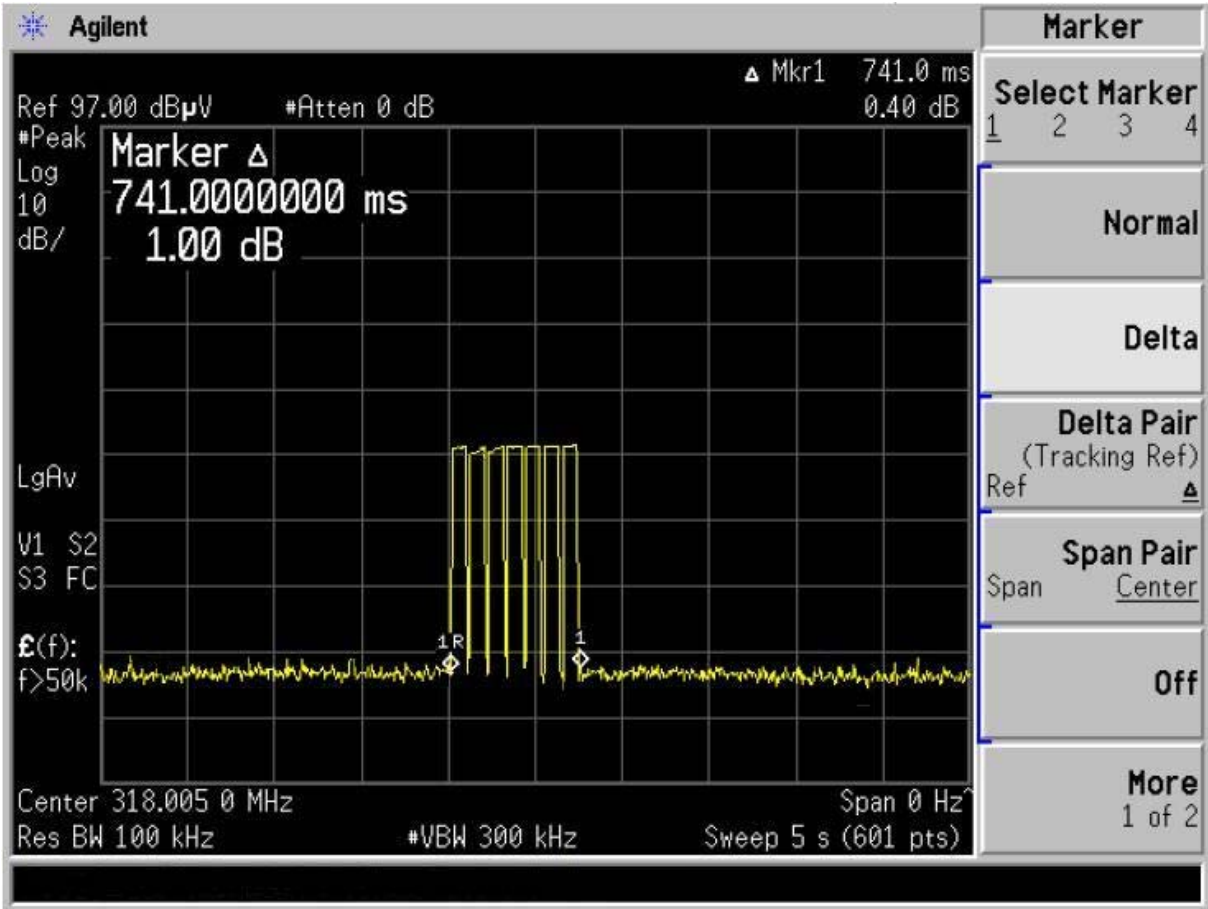 Agilent
Marker
Δ Mkr1 741.0 ms
Ref 97.00 dBµV #Atten 0 dB 0.40 dB
#Peak
Log
10
dB/
Marker Δ
741.0000000 ms
1.00 dB
LgAv
V1 S2
S3 FC
£(f):
f>50k
1R
1
Center 318.005 0 MHz Span 0 Hz^
Res BW 100 kHz #VBW 300 kHz Sweep 5 s (601 pts)
Select Marker
1 2 3 4
Normal
Delta
Delta Pair
(Tracking Ref)
Ref Δ
Span Pair
Span Center
Off
More
1 of 2